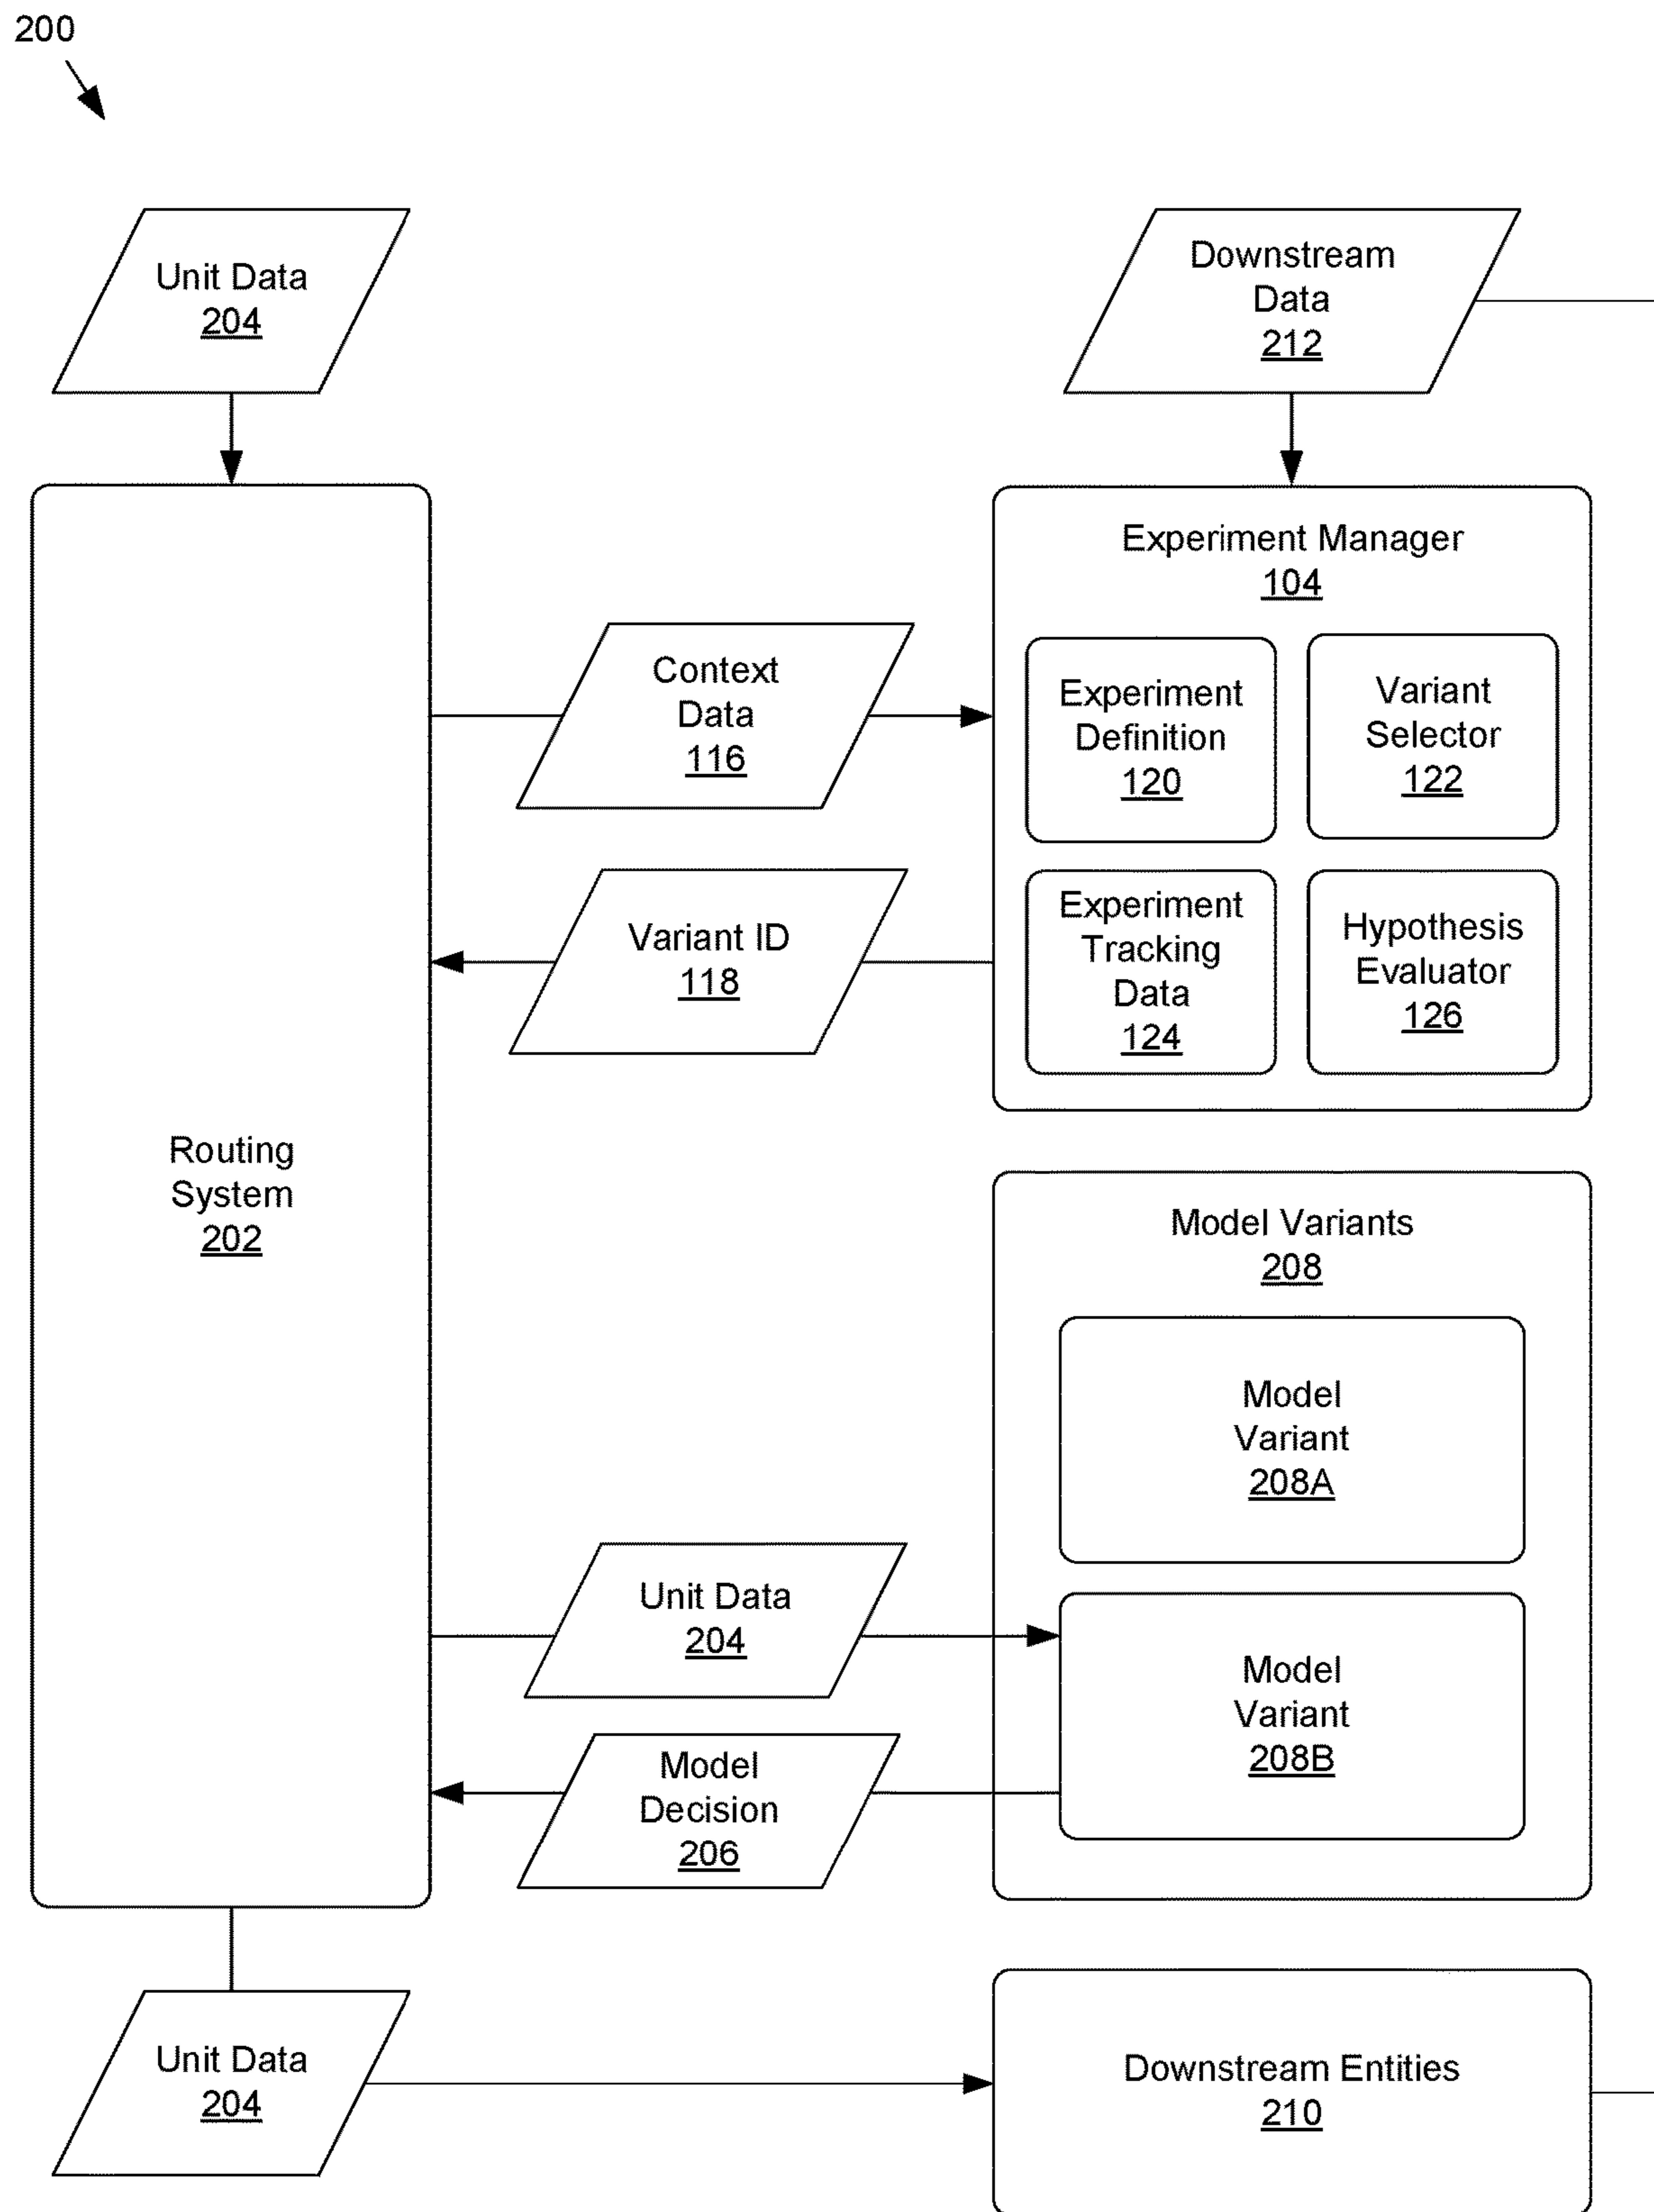 200
Unit Data
204
Downstream
Data
212
Experiment Manager
104
Context
Data
116
Experiment
Definition
120
Variant
Selector
122
Variant ID
118
Experiment
Tracking
Data
124
Hypothesis
Evaluator
126
Routing
System
202
Model Variants
208
Model
Variant
208A
Unit Data
204
Model
Variant
208B
Model
Decision
206
Unit Data
204
Downstream Entities
210